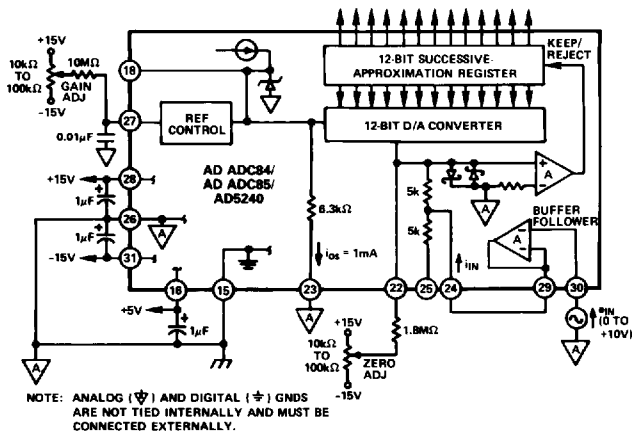 +15V
10kΩ
TO
100kΩ
-15V
10MΩ
GAIN
ADJ
0.01μF
18
27
REF
CONTROL
12-BIT SUCCESSIVE-
APPROXIMATION REGISTER
KEEP/
REJECT
12-BIT D/A CONVERTER
AD ADC84/
AD ADC85/
AD5240
+15V
28
1μF
26
A
1μF
-15V
31
6.3kΩ
iOS = 1mA
5k
5k
iIN
+
-
A
A
BUFFER
FOLLOWER
A
-
+5V
16
15
23
22
25
24
29
30
1μF
A
A
+15V
10kΩ
TO
100kΩ
-15V
1.8MΩ
ZERO
ADJ
eIN
(0 TO
+10V)
A
NOTE: ANALOG (A) AND DIGITAL (⏚) GNDS
ARE NOT TIED INTERNALLY AND MUST BE
CONNECTED EXTERNALLY.